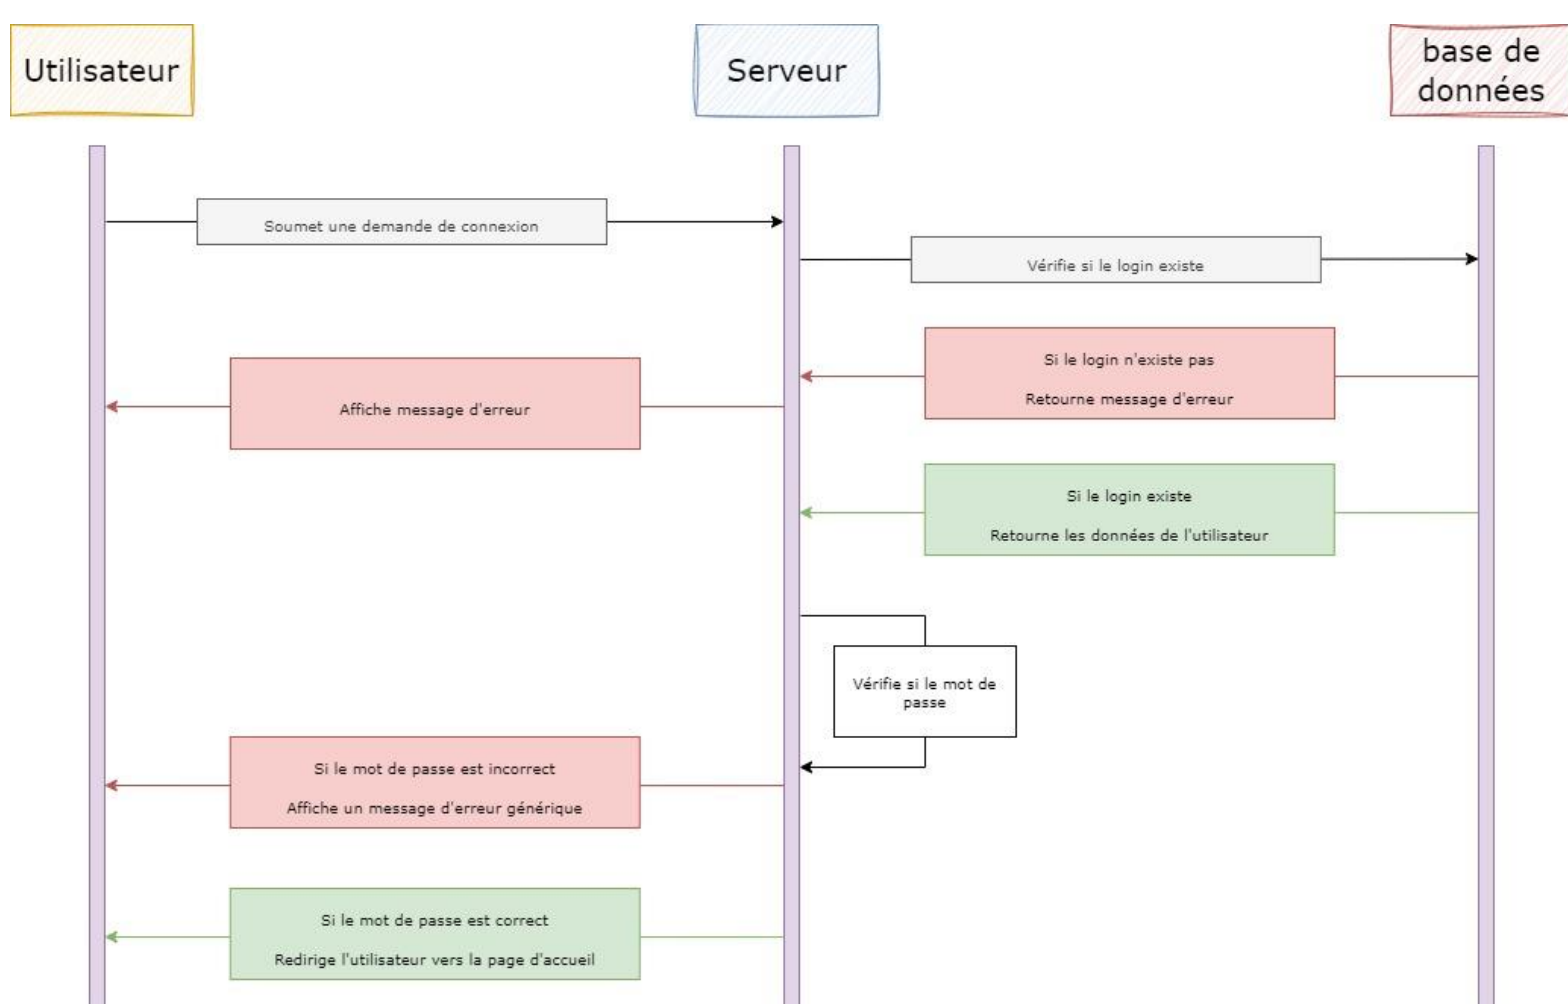 Utilisateur
Serveur
base de
données
Soumet une demande de connexion
Vérifie si le login existe
Si le login n'existe pas
Retourne message d'erreur
Affiche message d'erreur
Si le login existe
Retourne les données de l'utilisateur
Vérifie si le mot de
passe
Si le mot de passe est incorrect
Affiche un message d'erreur générique
Si le mot de passe est correct
Redirige l'utilisateur vers la page d'accueil